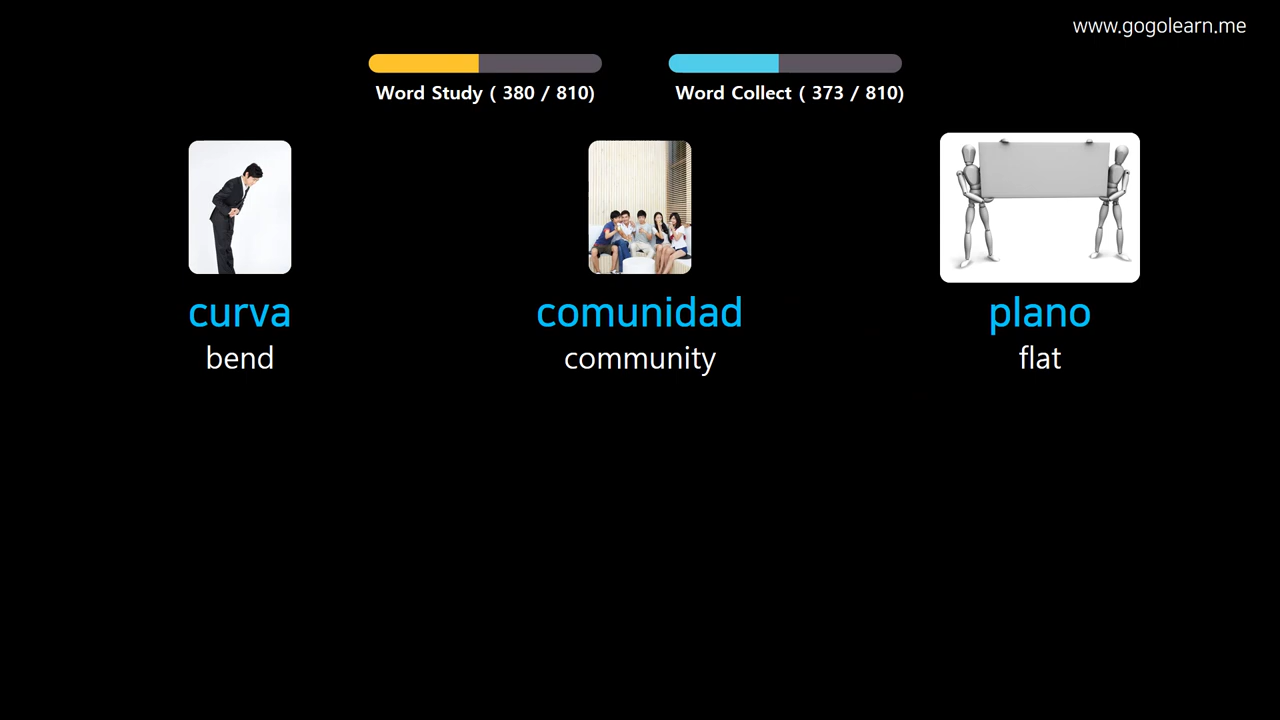 www.gogolearn.me
Word Study ( 380 / 810)
Word Collect ( 373 / 810)
curva
comunidad
plano
bend
community
flat